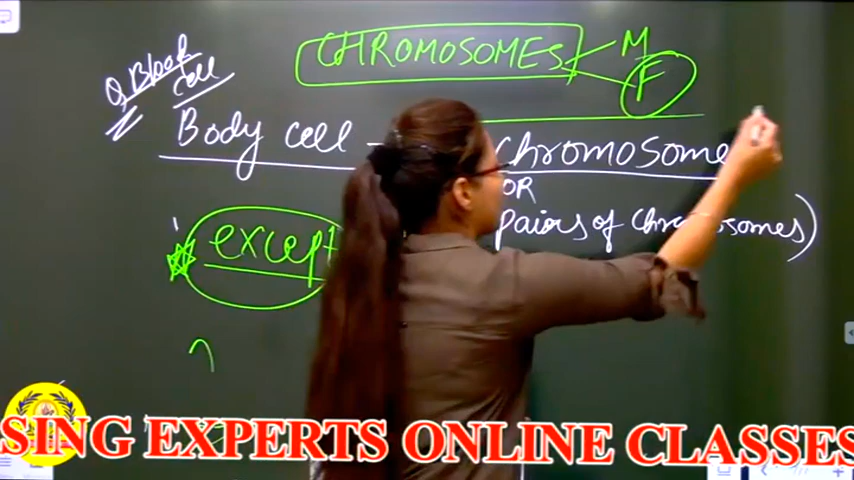 CHROMOSOMES M
F
Q. Blood
cell
Body cell - chromosome
OR
pairs of chromosomes)
except
SING EXPERTS ONLINE CLASSES